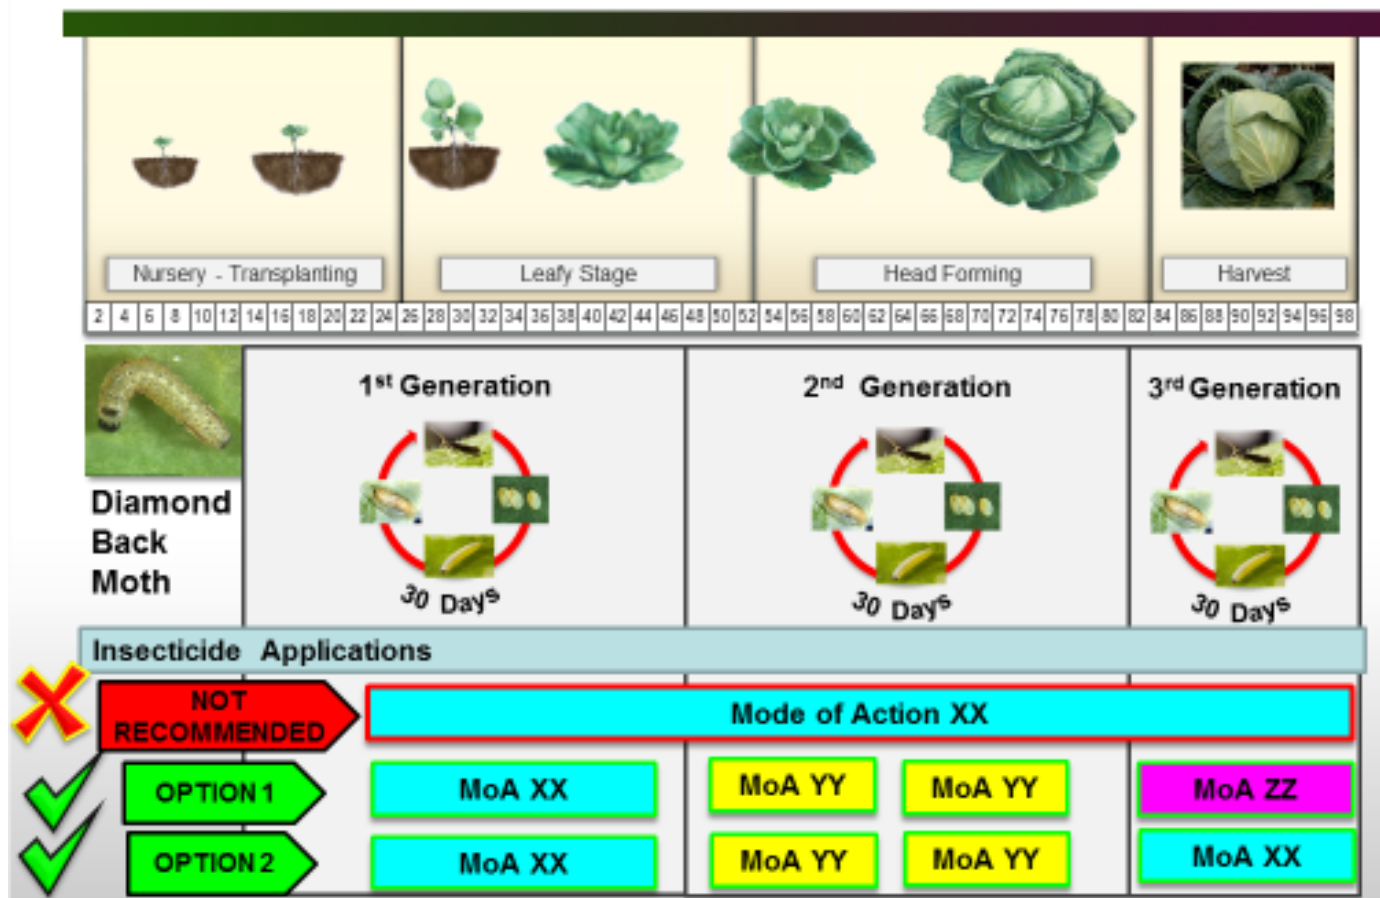 Nursery - Transplanting
Leafy Stage
Head Forming
Harvest
2 4 6 8 10 12 14 16 18 20 22 24 26 28 30 32 34 36 38 40 42 44 46 48 50 52 54 56 58 60 62 64 66 68 70 72 74 76 78 80 82 84 86 88 90 92 94 96 98
1st Generation
2nd Generation
3rd Generation
30 Days
30 Days
30 Days
Diamond
Back
Moth
Insecticide Applications
NOT
RECOMMENDED
Mode of Action XX
OPTION 1
MoA XX
MoA YY
MoA YY
MoA ZZ
OPTION 2
MoA XX
MoA YY
MoA YY
MoA XX